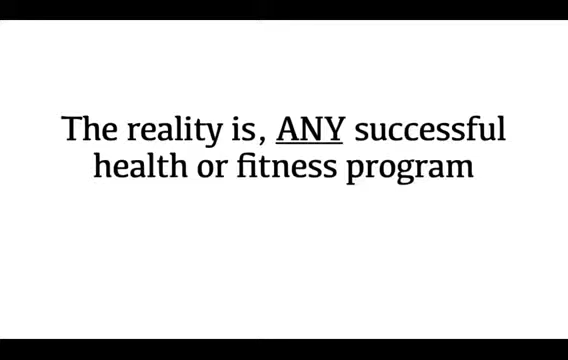 The reality is, ANY successful
health or fitness program